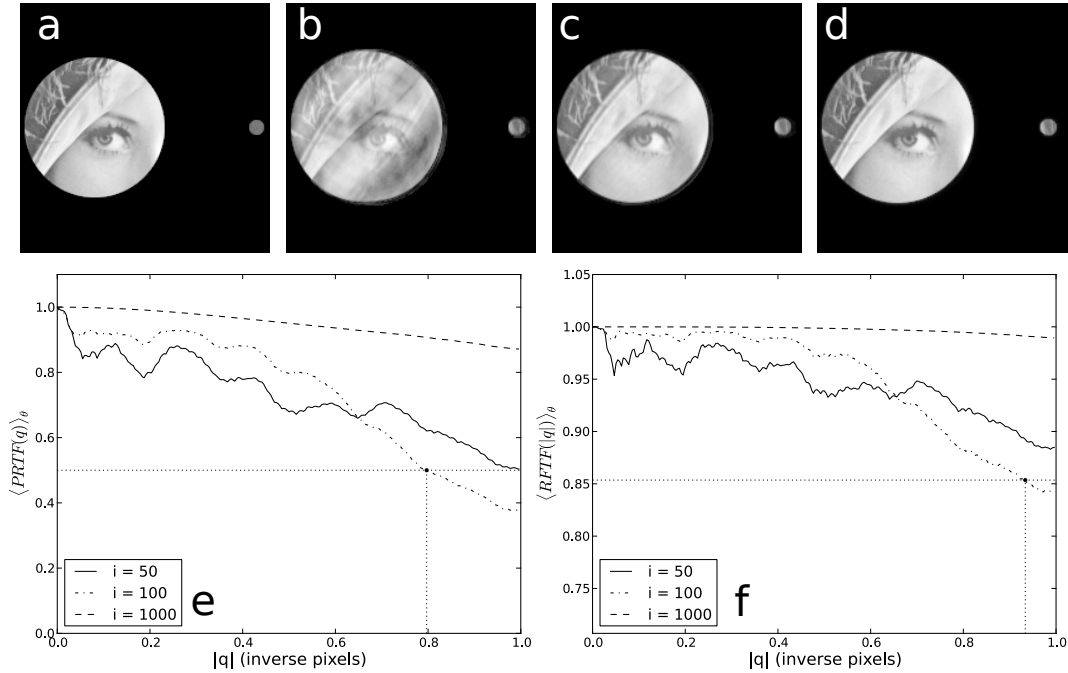 a
b
c
d
⟨PRTF(q)⟩θ
1.0
0.8
0.6
0.4
0.2
0.0
0.0 0.2 0.4 0.6 0.8 1.0
|q| (inverse pixels)
i = 50
i = 100
i = 1000
e
⟨RFTF(|q|)⟩θ
1.05
1.00
0.95
0.90
0.85
0.80
0.75
0.0 0.2 0.4 0.6 0.8 1.0
|q| (inverse pixels)
i = 50
i = 100
i = 1000
f